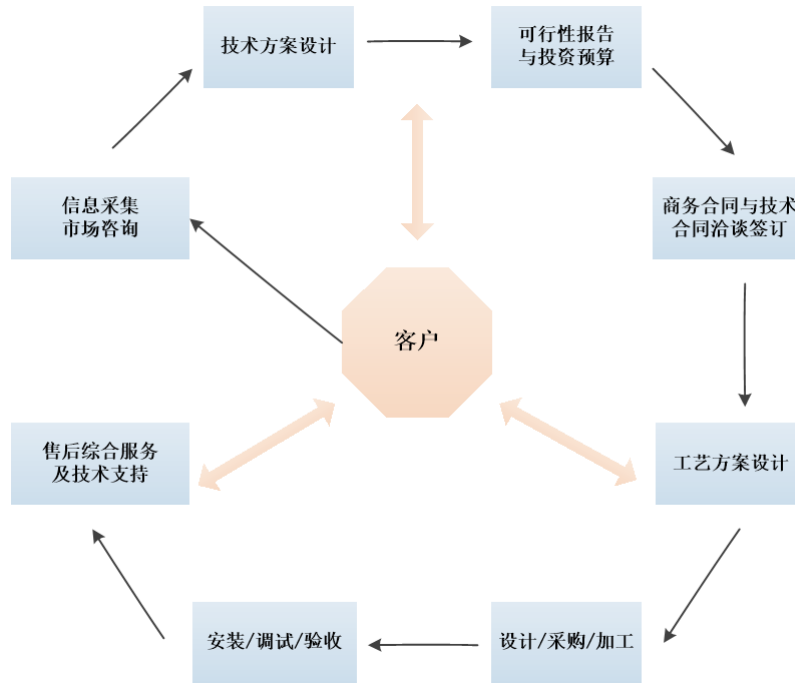 技术方案设计
可行性报告
与投资预算
信息采集
市场咨询
商务合同与技术
合同洽谈签订
客户
售后综合服务
及技术支持
工艺方案设计
安装/调试/验收
设计/采购/加工